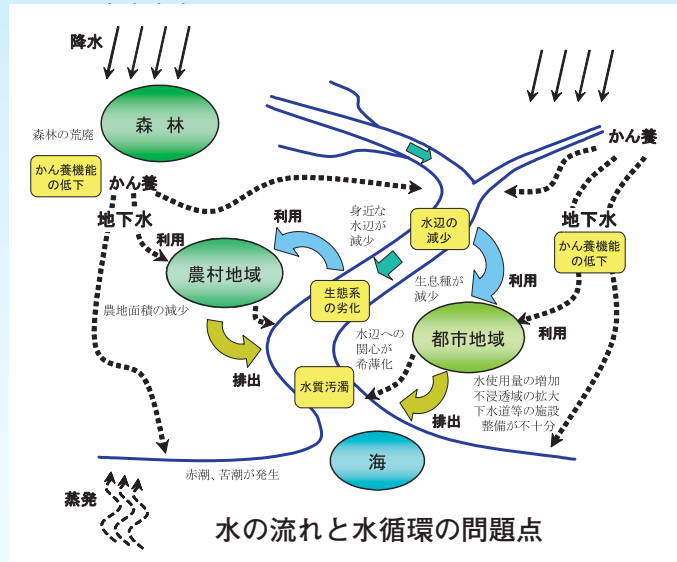 降水
森 林
森林の荒廃
かん養機能
の低下
かん養
地下水
利用
農村地域
農地面積の減少
排出
利用
身近な
水辺が
減少
水辺の
減少
生態系
の劣化
生息種が
減少
利用
水辺への
関心が
希薄化
水質汚濁
かん養
地下水
かん養機能
の低下
利用
都市地域
排出
水使用量の増加
不浸透域の拡大
下水道等の施設
整備が不十分
海
赤潮、苦潮が発生
蒸発
水の流れと水循環の問題点